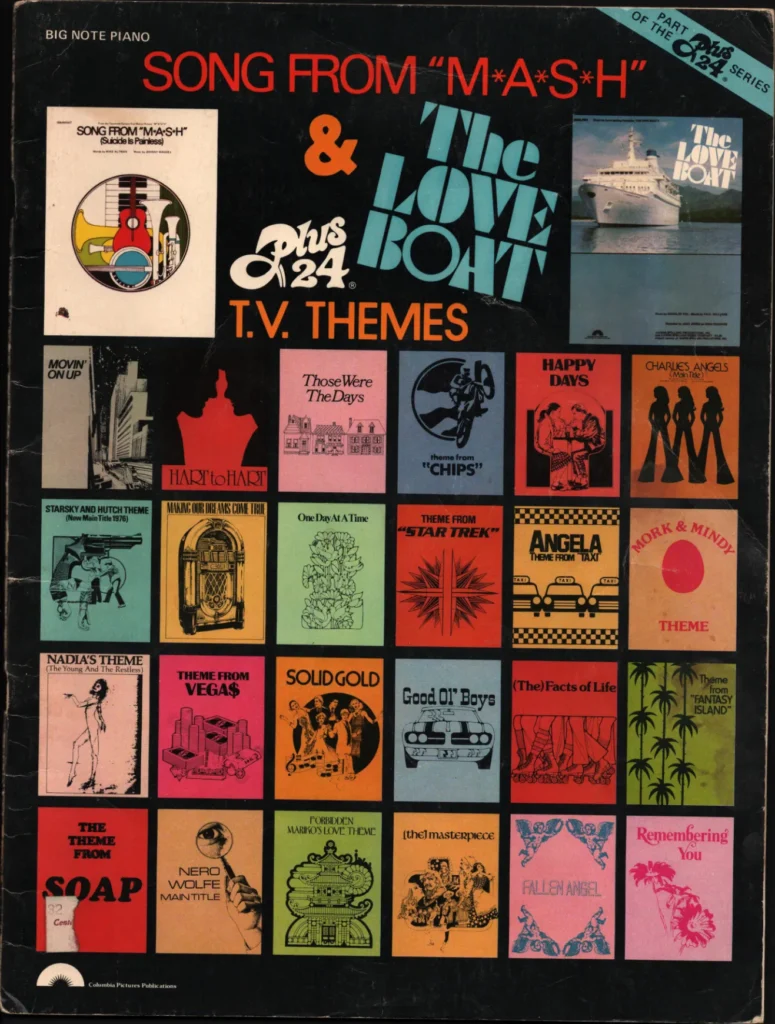 BIG NOTE PIANO
PART
OF THE
Plus
24®
SERIES
SONG FROM "M*A*S*H"
SONG FROM "M*A*S*H"
(Suicide Is Painless)
&
The
LOVE
BOAT
The
LOVE
BOAT
Plus
24®
T.V. THEMES
MOVIN'
ON UP
HART to HART
Those Were
The Days
theme from
"CHIPS"
HAPPY
DAYS
CHARLIE'S ANGELS
(Main Title)
STARSKY AND HUTCH THEME
(New Main Title 1976)
MAKING OUR DREAMS COME TRUE
One Day At A Time
THEME FROM
"STAR TREK"
ANGELA
THEME FROM "TAXI"
TAXI
TAXI
TAXI
MORK & MINDY
THEME
NADIA'S THEME
(The Young And The Restless)
THEME FROM
VEGA$
SOLID GOLD
Good Ol' Boys
(The) Facts of Life
Theme
from
"FANTASY
ISLAND"
THE
THEME
FROM
SOAP
32
NERO
WOLFE
MAIN TITLE
FORBIDDEN
MARIKO'S LOVE THEME
[the] masterpiece
FALLEN ANGEL
Remembering
You
Columbia Pictures Publications